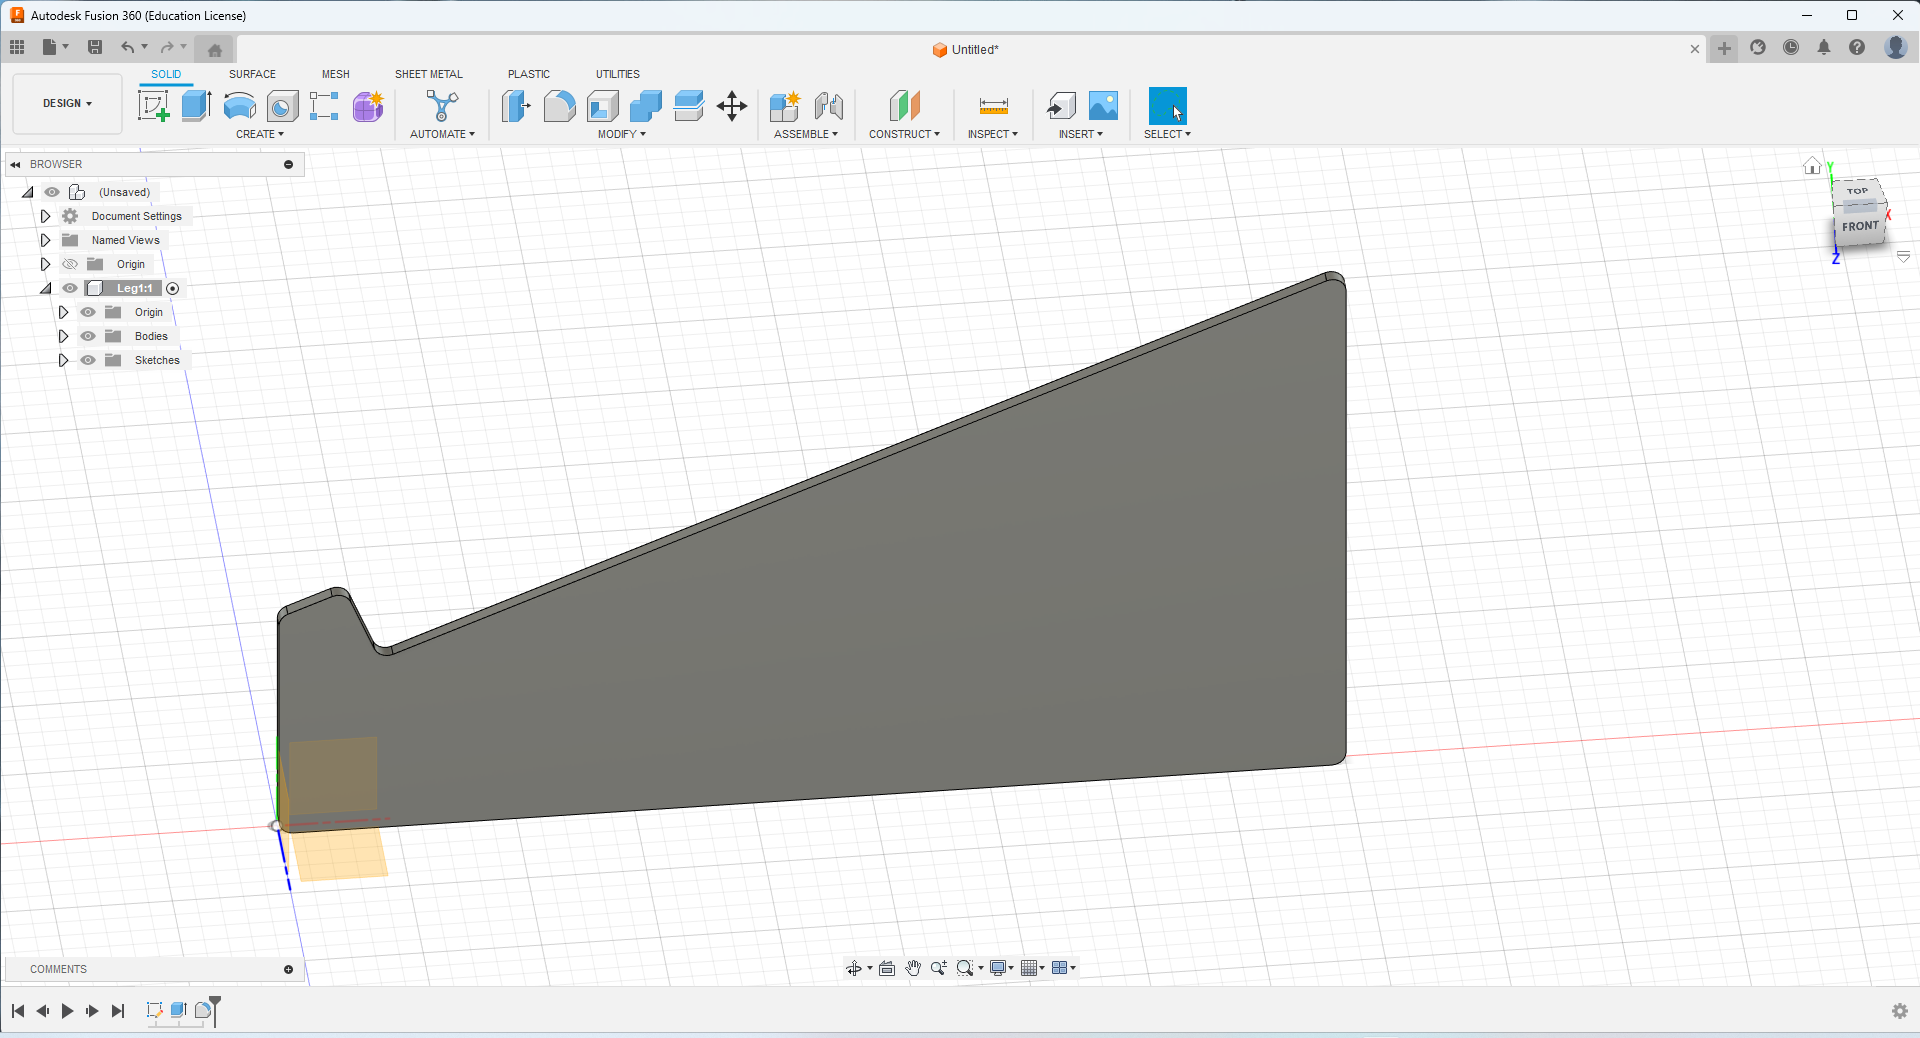 Autodesk Fusion 360 (Education License)
Untitled*
SOLID SURFACE MESH SHEET METAL PLASTIC UTILITIES
DESIGN
CREATE AUTOMATE MODIFY ASSEMBLE CONSTRUCT INSPECT INSERT SELECT
BROWSER
(Unsaved)
Document Settings
Named Views
Origin
Leg1:1
Origin
Bodies
Sketches
Y
TOP
X
FRONT
Z
COMMENTS